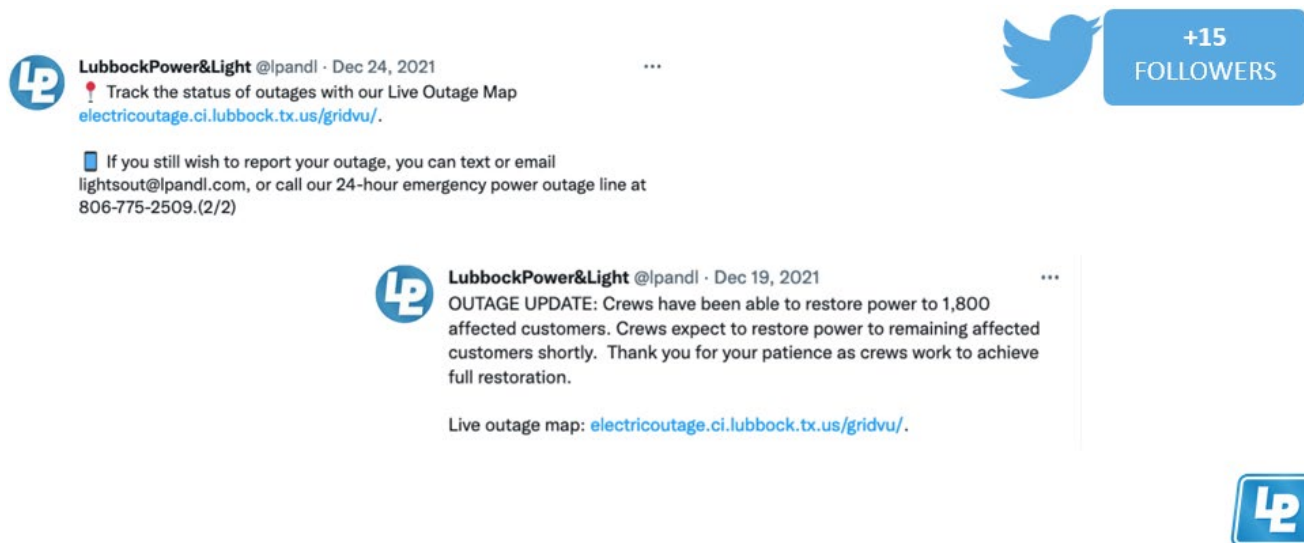 +15
FOLLOWERS
LubbockPower&Light @lpandl · Dec 24, 2021 ...
Track the status of outages with our Live Outage Map
electricoutage.ci.lubbock.tx.us/gridvu/.
If you still wish to report your outage, you can text or email
lightsout@lpandl.com, or call our 24-hour emergency power outage line at
806-775-2509.(2/2)
LubbockPower&Light @lpandl · Dec 19, 2021 ...
OUTAGE UPDATE: Crews have been able to restore power to 1,800
affected customers. Crews expect to restore power to remaining affected
customers shortly.  Thank you for your patience as crews work to achieve
full restoration.
Live outage map: electricoutage.ci.lubbock.tx.us/gridvu/.
LP
LP
LP